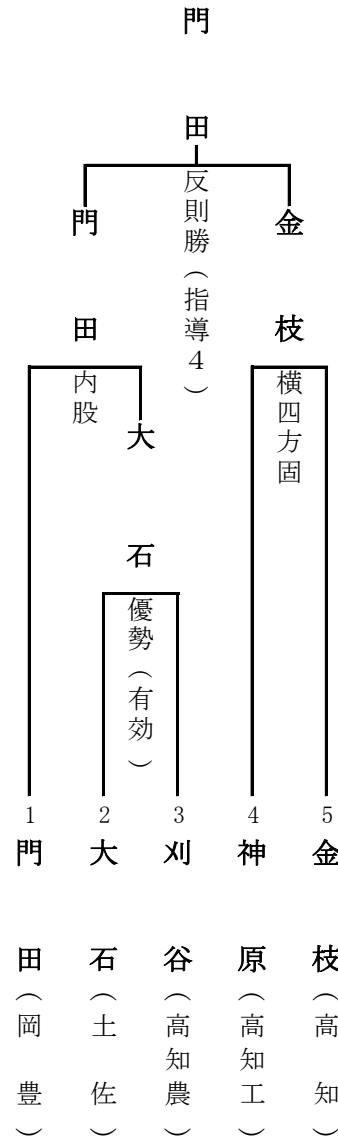 門田
反則勝（指導４）
門田
金枝
内股
横四方固
大石
優勢（有効）
1
2
3
4
5
門田（岡豊）
大石（土佐）
刈谷（高知農）
神原（高知工）
金枝（高知）